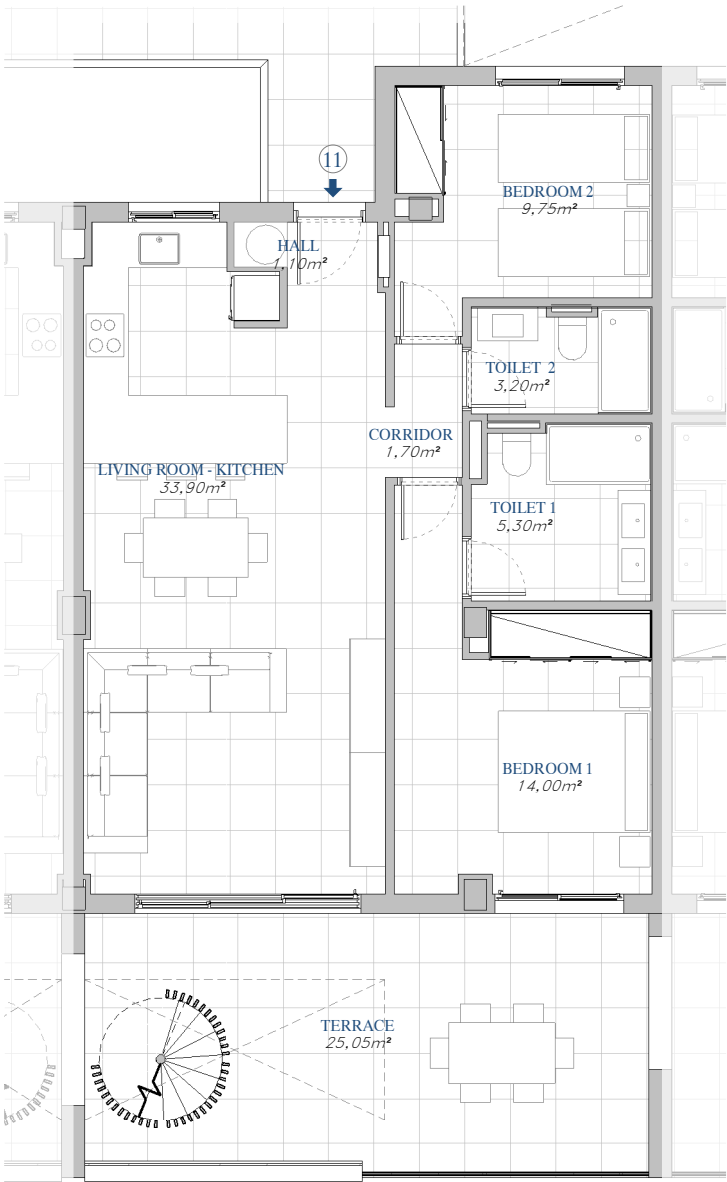 11
BEDROOM 2
9,75m²
HALL
1,10m²
TOILET 2
3,20m²
CORRIDOR
1,70m²
LIVING ROOM - KITCHEN
33,90m²
TOILET 1
5,30m²
BEDROOM 1
14,00m²
TERRACE
25,05m²